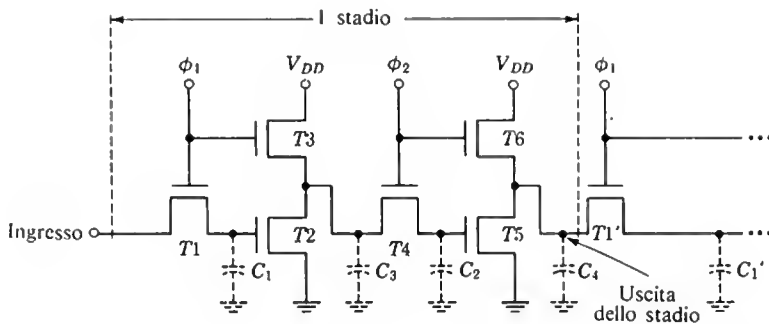 1 stadio
ϕ1 VDD ϕ2 VDD ϕ1
T3 T6
Ingresso T1 T2 T4 T5 T1'
C1 C3 C2 C4 C1'
Uscita
dello stadio